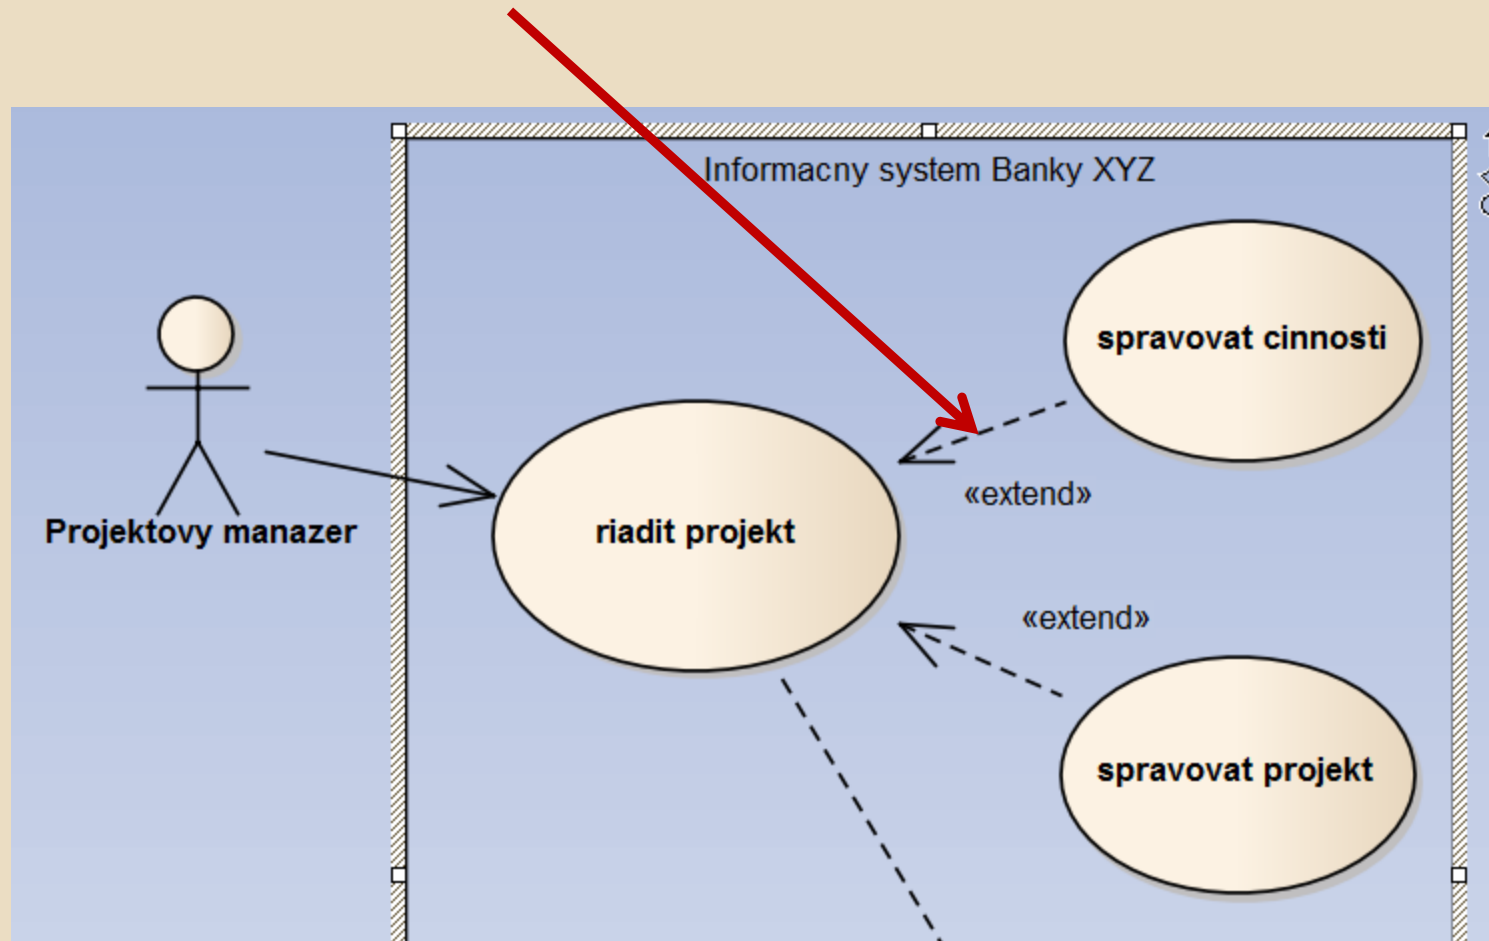 Informacny system Banky XYZ
spravovat cinnosti
«extend»
riadit projekt
Projektovy manazer
«extend»
spravovat projekt